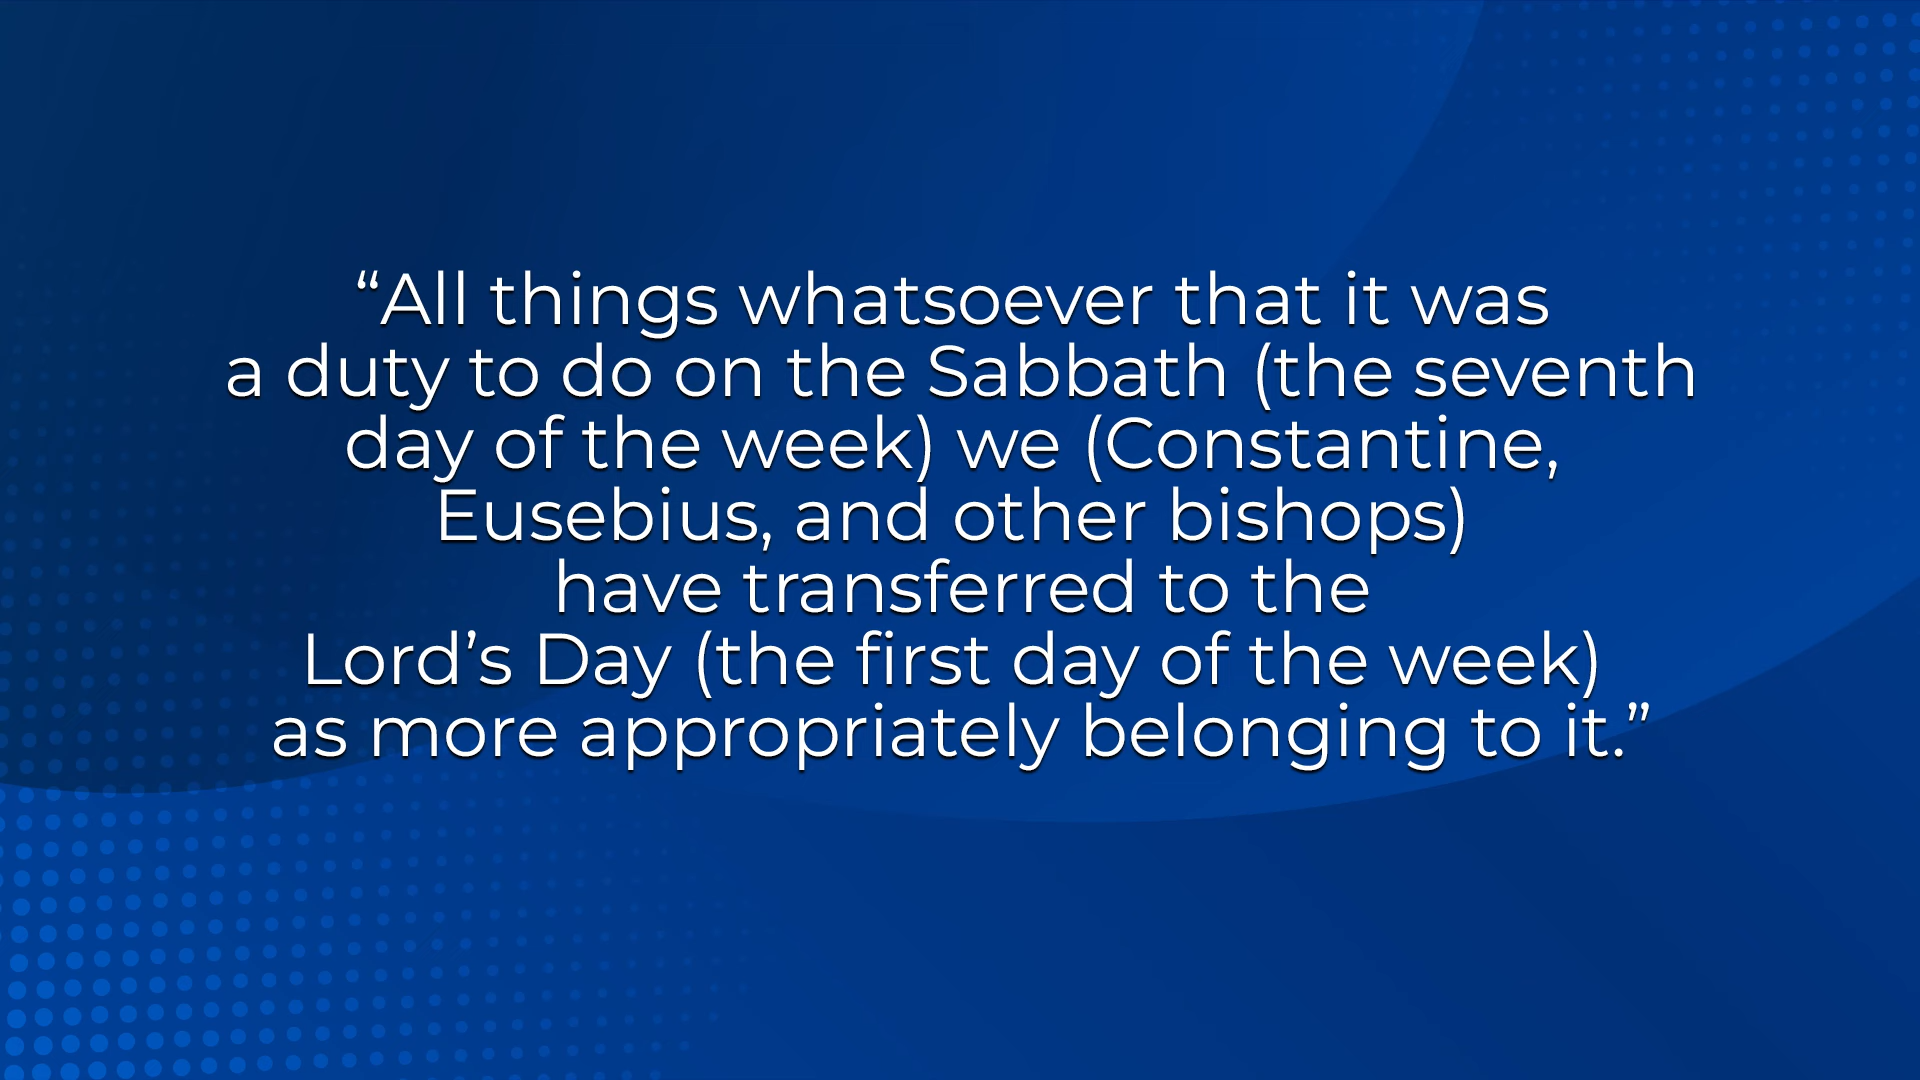 “All things whatsoever that it was
a duty to do on the Sabbath (the seventh
day of the week) we (Constantine,
Eusebius, and other bishops)
have transferred to the
Lord’s Day (the first day of the week)
as more appropriately belonging to it.”